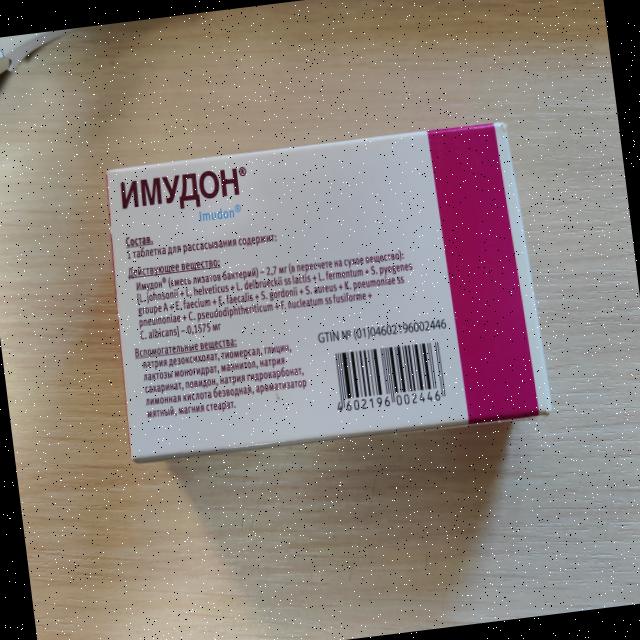 ИМУДОН®
Imudon®
Состав.
1 таблетка для рассасывания содержит:
Действующее вещество:
Имудон® (смесь лизатов бактерий) – 2,7 мг (в пересчете на сухое вещество):
[L. johsonii + L. helveticus + L. delbrueckii ss lactis + L. fermentum + S. pyogenes
groupe A + E. faecium + E. faecalis + S. gordonii + S. aureus + K. pneumoniae ss
pneumoniae + C. pseudodiphtheriticum + F. nucleatum ss fusiforme +
C. albicans] – 0,1575 мг
Вспомогательные вещества:
натрия дезоксихолат, тиомерсал, глицин,
лактозы моногидрат, маннитол, натрия
сахаринат, повидон, натрия гидрокарбонат,
лимонная кислота безводная, ароматизатор
мятный, магния стеарат.
GTIN № (01)04602196002446
4 602196 002446